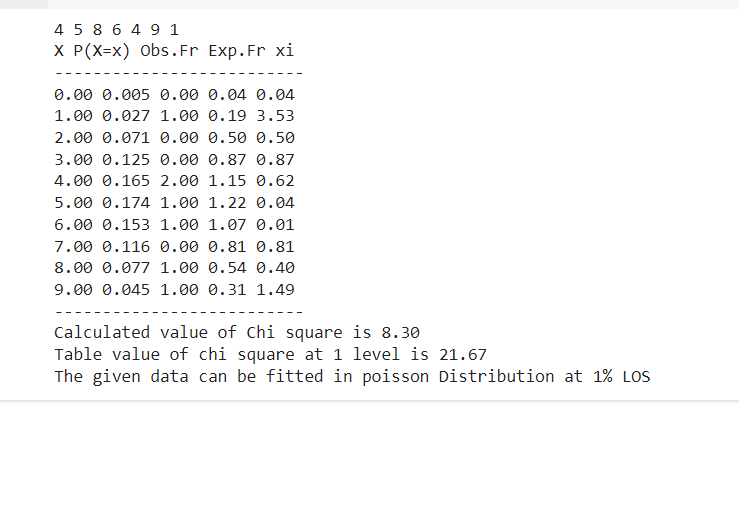 4 5 8 6 4 9 1
X P(X=x) Obs.Fr Exp.Fr xi
--------------------------
0.00 0.005 0.00 0.04 0.04
1.00 0.027 1.00 0.19 3.53
2.00 0.071 0.00 0.50 0.50
3.00 0.125 0.00 0.87 0.87
4.00 0.165 2.00 1.15 0.62
5.00 0.174 1.00 1.22 0.04
6.00 0.153 1.00 1.07 0.01
7.00 0.116 0.00 0.81 0.81
8.00 0.077 1.00 0.54 0.40
9.00 0.045 1.00 0.31 1.49
--------------------------
Calculated value of Chi square is 8.30
Table value of chi square at 1 level is 21.67
The given data can be fitted in poisson Distribution at 1% LOS